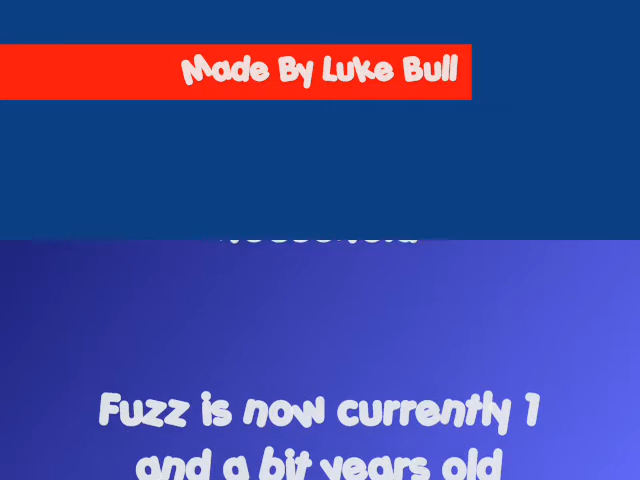 Made By Luke Bull
Fuzz is now currently 1
and a bit years old